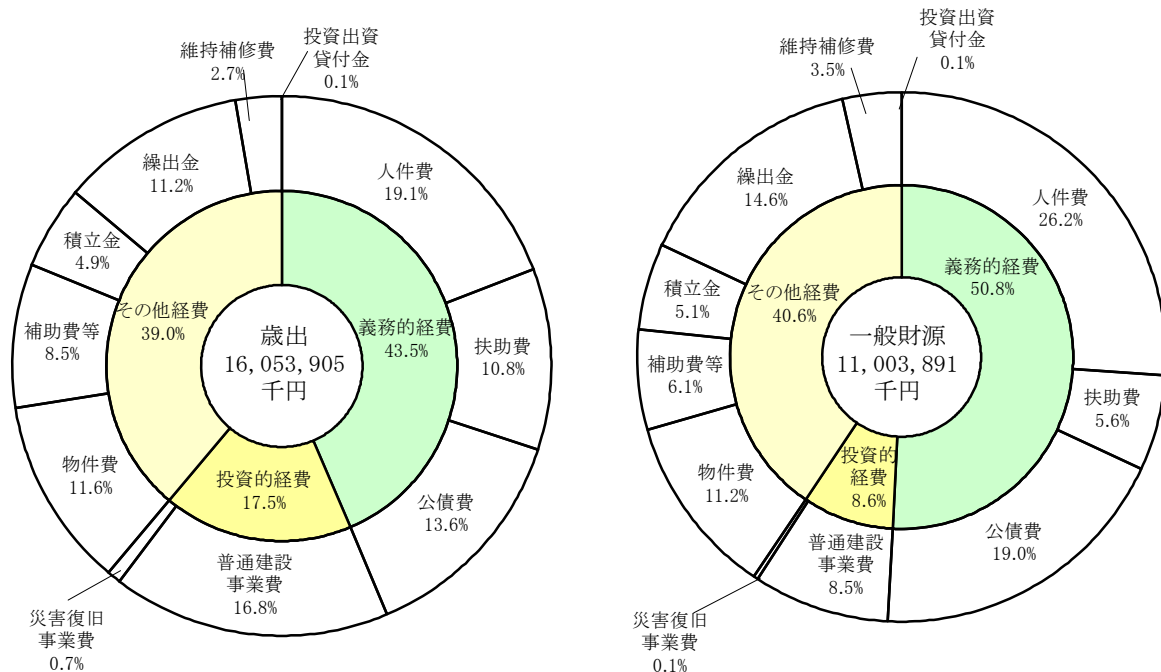 維持補修費
2.7%
投資出資
貸付金
0.1%
人件費
19.1%
扶助費
10.8%
公債費
13.6%
普通建設
事業費
16.8%
災害復旧
事業費
0.7%
物件費
11.6%
補助費等
8.5%
積立金
4.9%
繰出金
11.2%
その他経費
39.0%
義務的経費
43.5%
投資的経費
17.5%
歳出
16,053,905
千円
維持補修費
3.5%
投資出資
貸付金
0.1%
人件費
26.2%
扶助費
5.6%
公債費
19.0%
普通建設
事業費
8.5%
災害復旧
事業費
0.1%
物件費
11.2%
補助費等
6.1%
積立金
5.1%
繰出金
14.6%
その他経費
40.6%
義務的経費
50.8%
投資的
経費
8.6%
一般財源
11,003,891
千円